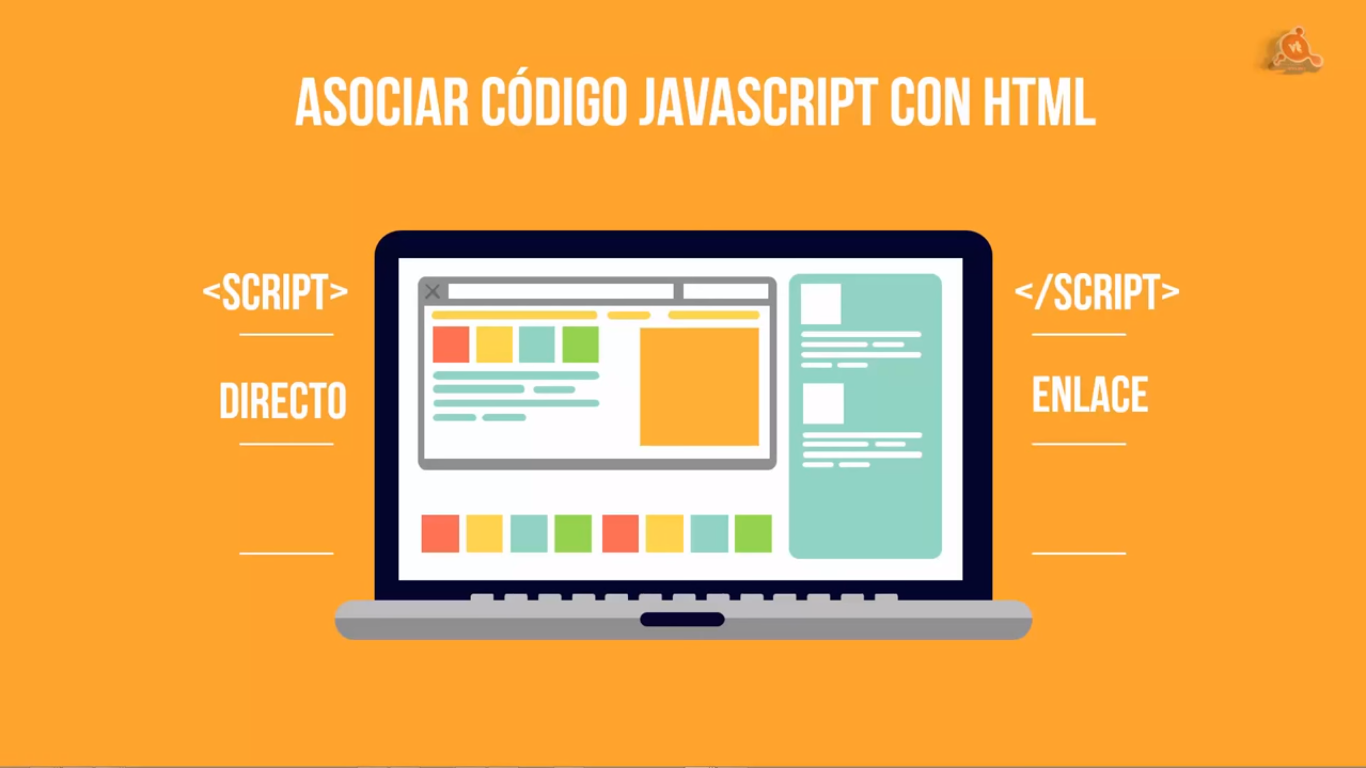 ASOCIAR CÓDIGO JAVASCRIPT CON HTML
<SCRIPT>
</SCRIPT>
DIRECTO
ENLACE